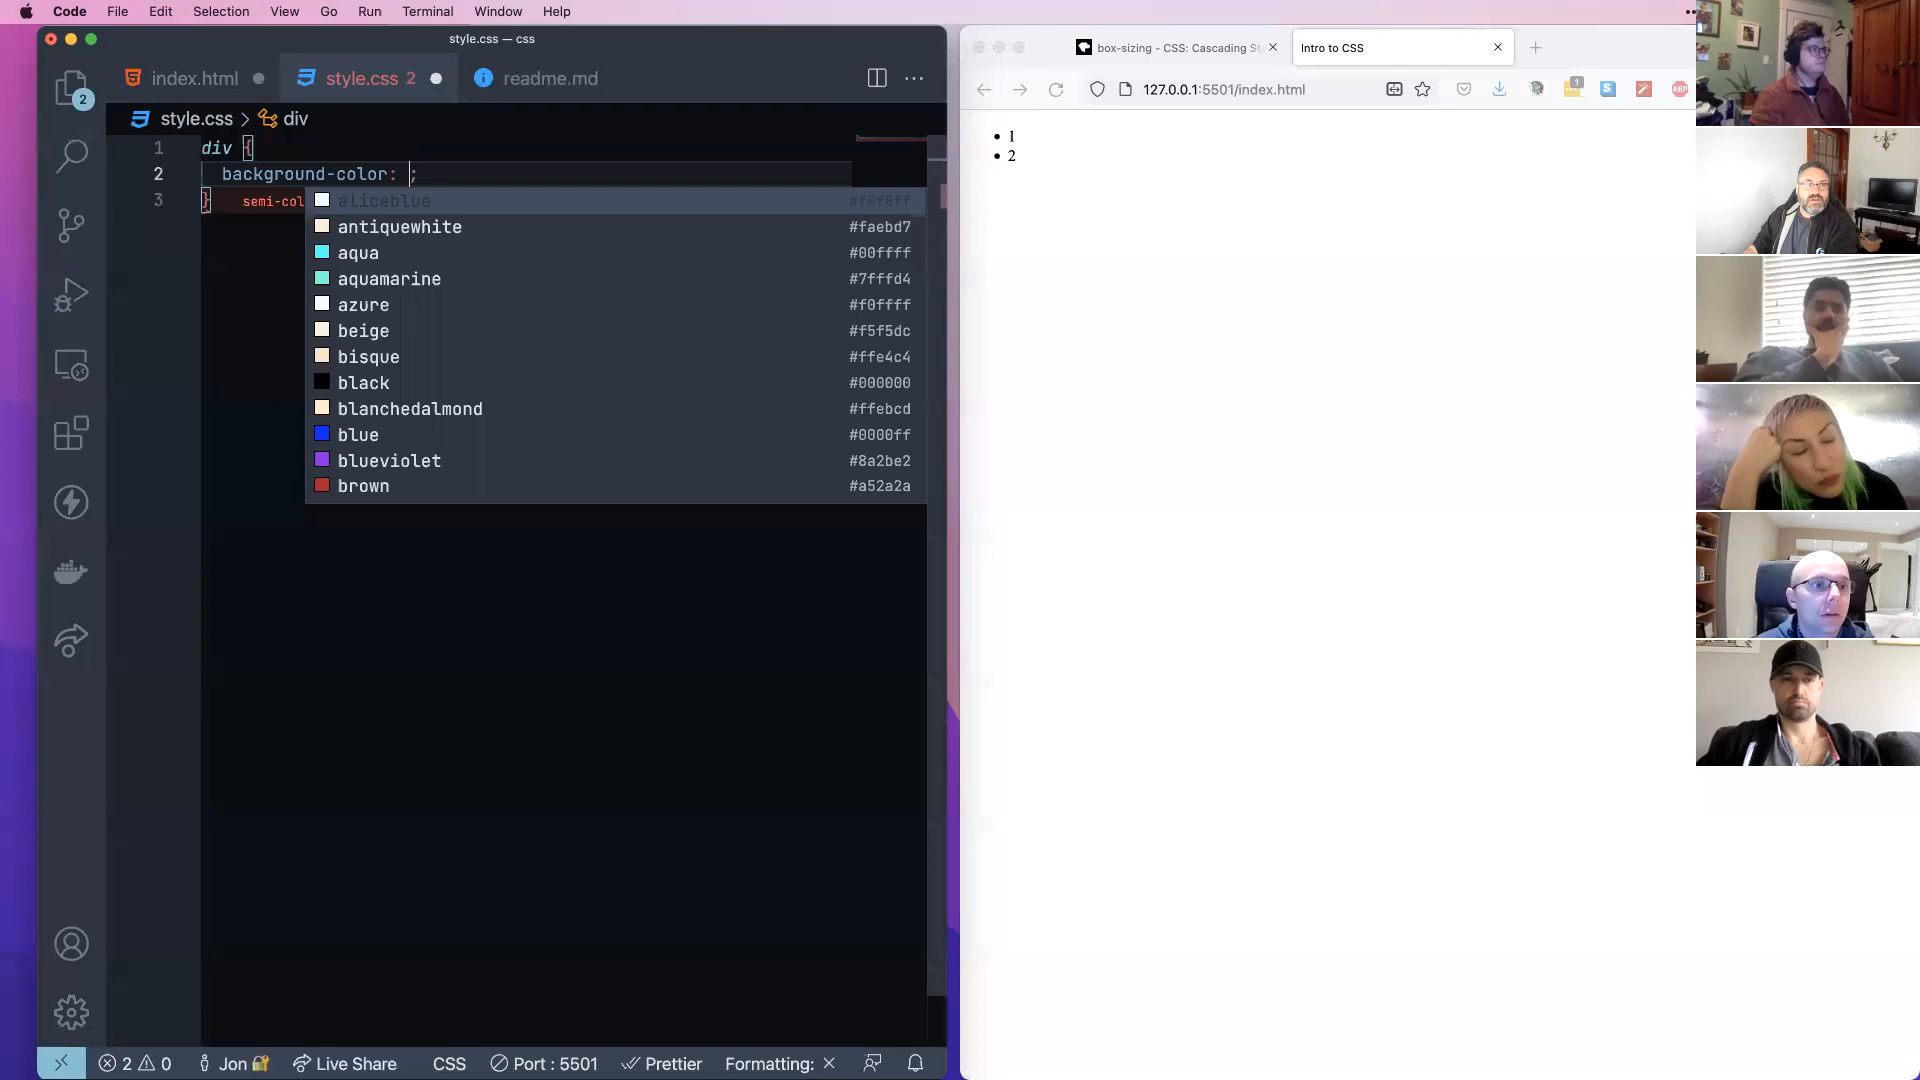 Code File Edit Selection View Go Run Terminal Window Help
style.css — css
index.html
style.css 2
readme.md
style.css > div
1 div {
2 background-color: ;
3 } semi-col
aliceblue #f0f8ff
antiquewhite #faebd7
aqua #00ffff
aquamarine #7fffd4
azure #f0ffff
beige #f5f5dc
bisque #ffe4c4
black #000000
blanchedalmond #ffebcd
blue #0000ff
blueviolet #8a2be2
brown #a52a2a
2
2 0 Jon Live Share CSS Port : 5501 Prettier Formatting:
box-sizing - CSS: Cascading St
Intro to CSS
127.0.0.1:5501/index.html
1
S
ABP
• 1
• 2